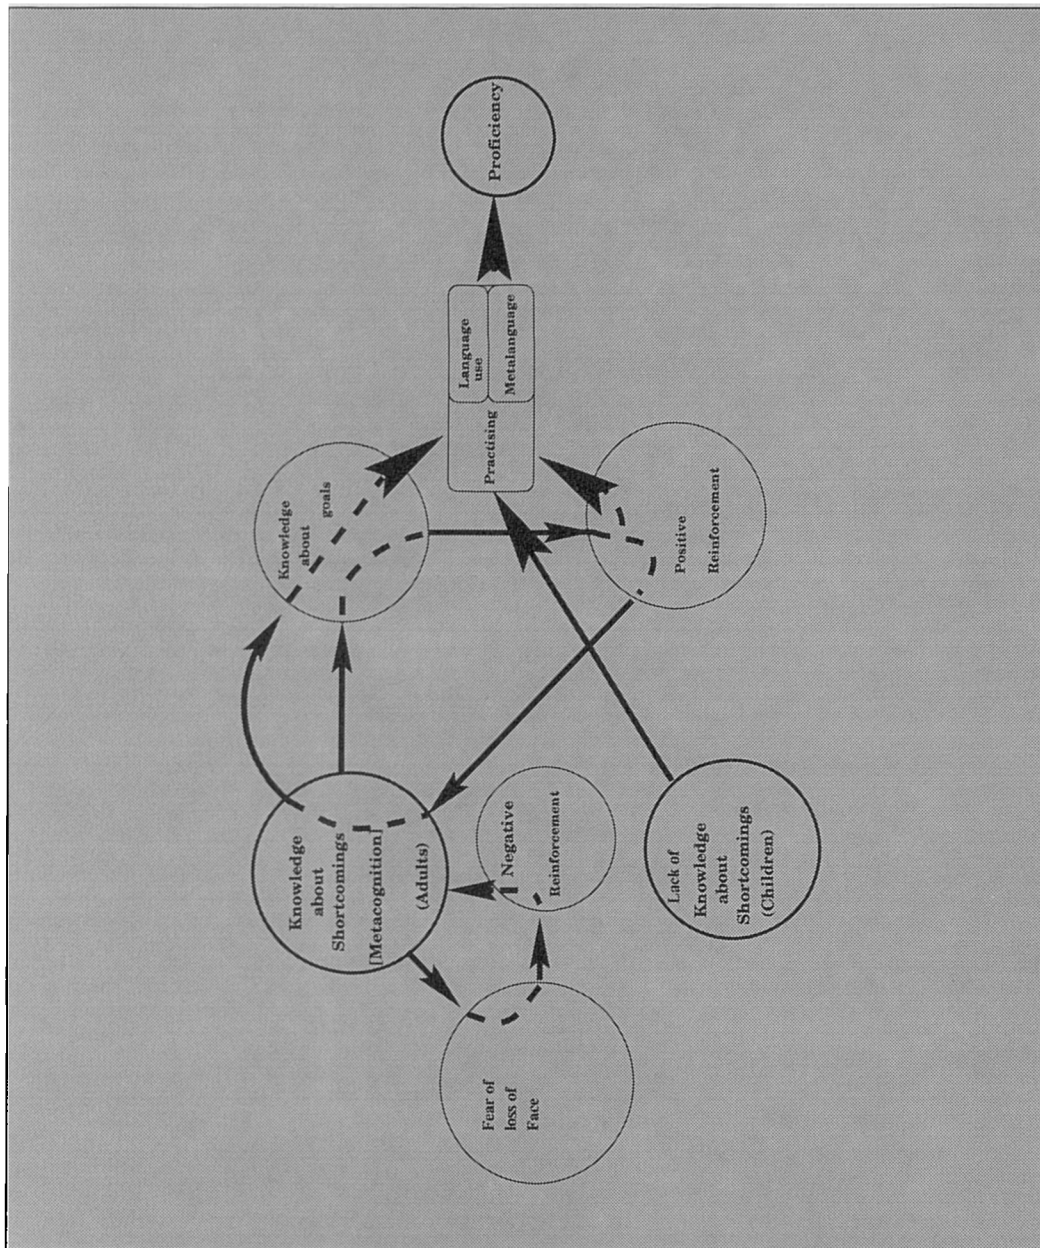 Proficiency
Language
use
Metalanguage
Practising
Knowledge
about
goals
Positive
Reinforcement
Knowledge
about
Shortcomings
[Metacognition]
(Adults)
Negative
Reinforcement
Lack of
Knowledge
about
Shortcomings
(Children)
Fear of
loss of
Face